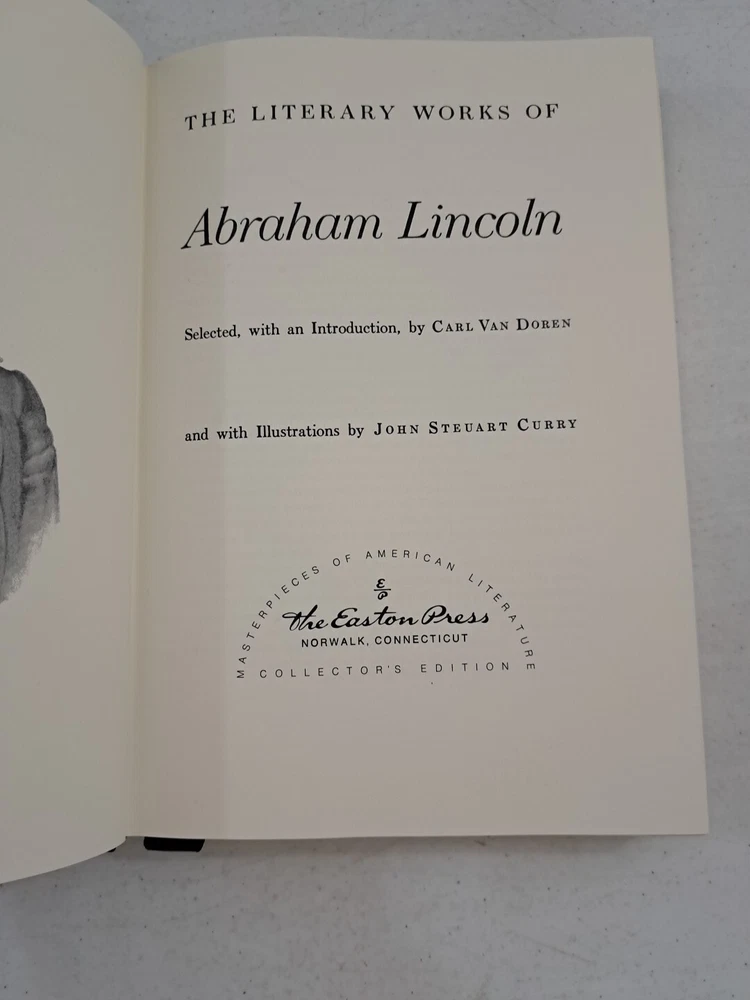 THE LITERARY WORKS OF
Abraham Lincoln
Selected, with an Introduction, by CARL VAN DOREN
and with Illustrations by JOHN STEUART CURRY
MASTERPIECES OF AMERICAN LITERATURE
E/P
the Easton Press
NORWALK, CONNECTICUT
COLLECTOR'S EDITION